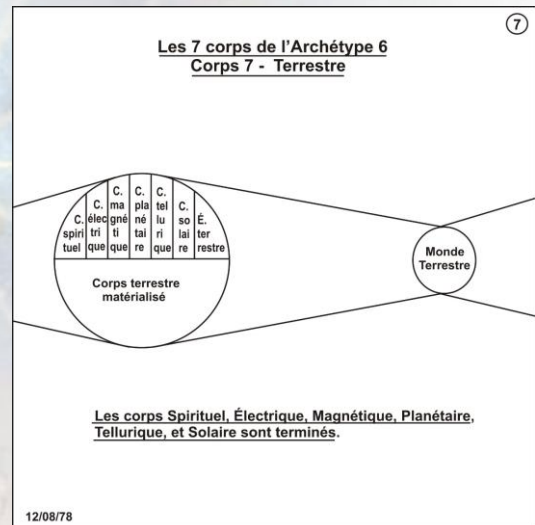 7
Les 7 corps de l'Archétype 6
Corps 7 - Terrestre
C.
spiri
tuel
C.
élec
tri
que
C.
ma
gné
ti
que
C.
pla
né
tai
re
C.
tel
lu
ri
que
C.
so
lai
re
É.
ter
restre
Corps terrestre
matérialisé
Monde
Terrestre
Les corps Spirituel, Électrique, Magnétique, Planétaire,
Tellurique, et Solaire sont terminés.
12/08/78